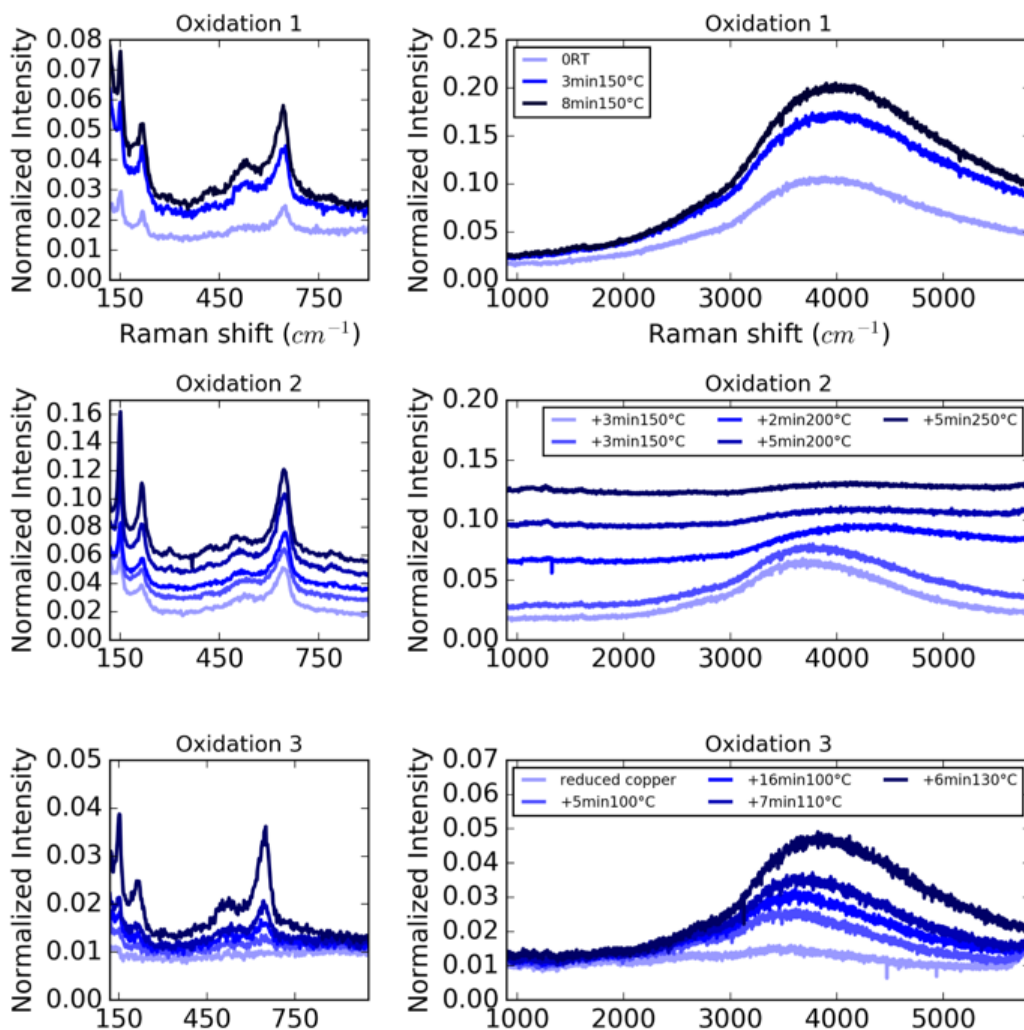 Oxidation 1
Normalized Intensity
0.08
0.07
0.06
0.05
0.04
0.03
0.02
0.01
0.00
150 450 750
Raman shift (cm⁻¹)
Oxidation 1
Normalized Intensity
0.25
0.20
0.15
0.10
0.05
0.00
0RT
3min150°C
8min150°C
1000 2000 3000 4000 5000
Raman shift (cm⁻¹)
Oxidation 2
Normalized Intensity
0.16
0.14
0.12
0.10
0.08
0.06
0.04
0.02
0.00
150 450 750
Oxidation 2
Normalized Intensity
0.20
0.15
0.10
0.05
0.00
+3min150°C +2min200°C +5min250°C
+3min150°C +5min200°C
1000 2000 3000 4000 5000
Oxidation 3
Normalized Intensity
0.05
0.04
0.03
0.02
0.01
0.00
150 450 750
Oxidation 3
Normalized Intensity
0.07
0.06
0.05
0.04
0.03
0.02
0.01
0.00
reduced copper +16min100°C +6min130°C
+5min100°C +7min110°C
1000 2000 3000 4000 5000